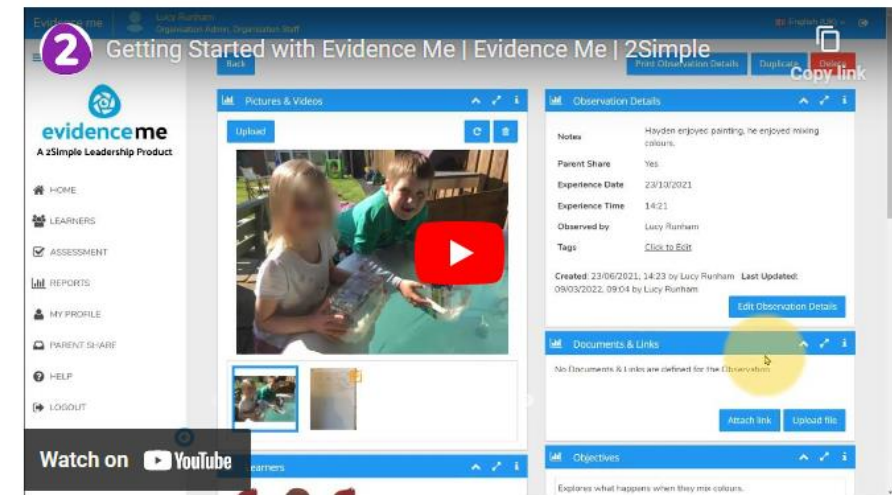 Evidence me
Lucy Runham
Organisation Admin, Organisation Staff
English (UK)
2
Getting Started with Evidence Me | Evidence Me | 2Simple
Copy link
Back
Print Observation Details
Duplicate
Delete
evidenceme
A 2Simple Leadership Product
HOME
LEARNERS
ASSESSMENT
REPORTS
MY PROFILE
PARENT SHARE
HELP
LOGOUT
Pictures & Videos
Upload
Observation Details
Notes Hayden enjoyed painting, he enjoyed mixing
colours.
Parent Share Yes
Experience Date 23/10/2021
Experience Time 14:21
Observed by Lucy Runham
Tags Click to Edit
Created: 23/06/2021, 14:23 by Lucy Runham Last Updated:
09/03/2022, 09:04 by Lucy Runham
Edit Observation Details
Documents & Links
No Documents & Links are defined for the Observation
Attach link
Upload file
Learners
Objectives
Explores what happens when they mix colours.
Watch on YouTube